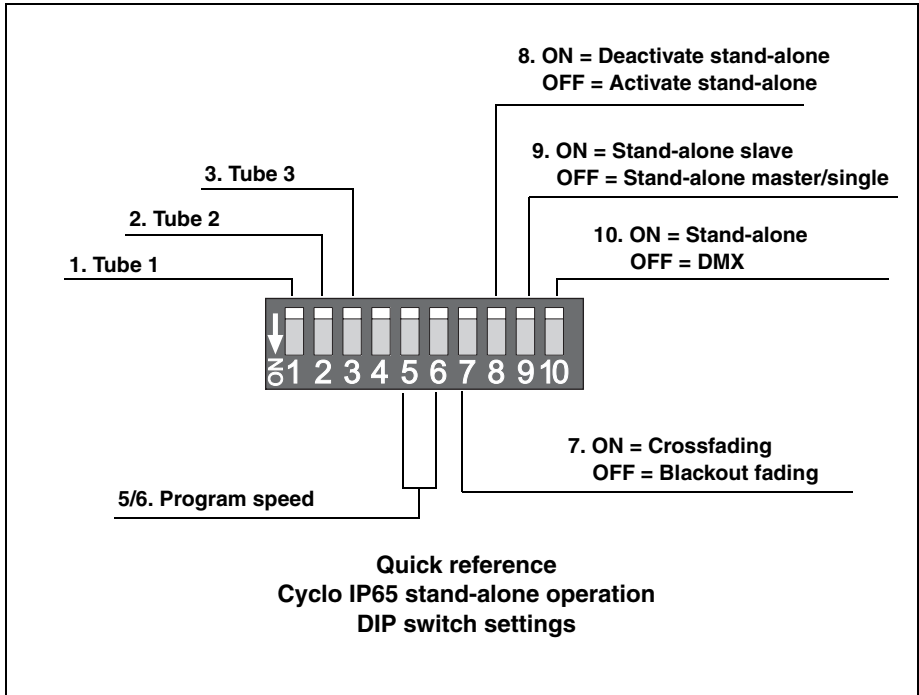 8. ON = Deactivate stand-alone
OFF = Activate stand-alone
9. ON = Stand-alone slave
OFF = Stand-alone master/single
3. Tube 3
2. Tube 2
10. ON = Stand-alone
OFF = DMX
1. Tube 1
ON
1 2 3 4 5 6 7 8 9 10
7. ON = Crossfading
OFF = Blackout fading
5/6. Program speed
Quick reference
Cyclo IP65 stand-alone operation
DIP switch settings